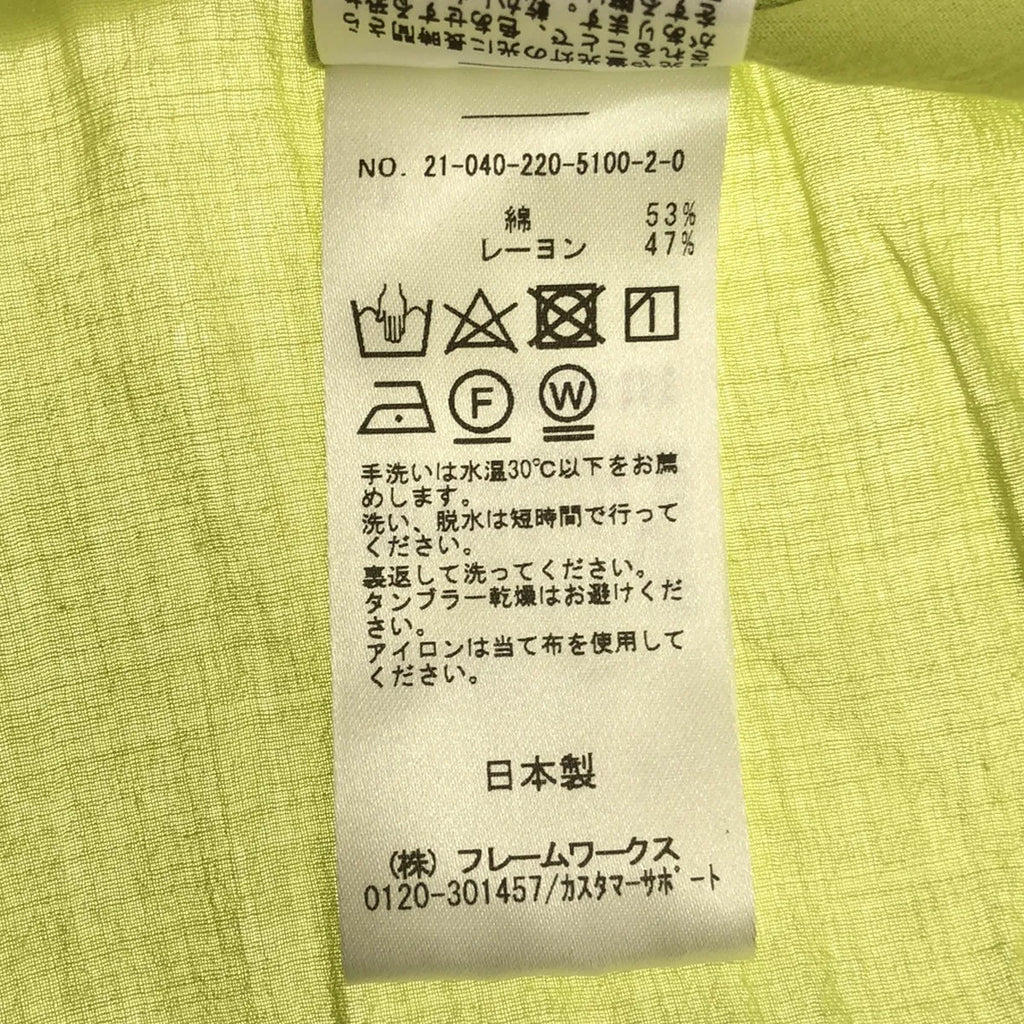 NO. 21-040-220-5100-2-0
綿 53%
レーヨン 47%
F W
手洗いは水温30℃以下をお薦
めします。
洗い、脱水は短時間で行って
ください。
裏返して洗ってください。
タンブラー乾燥はお避けくだ
さい。
アイロンは当て布を使用して
ください。
日本製
(株) フレームワークス
0120-301457/カスタマーサポート